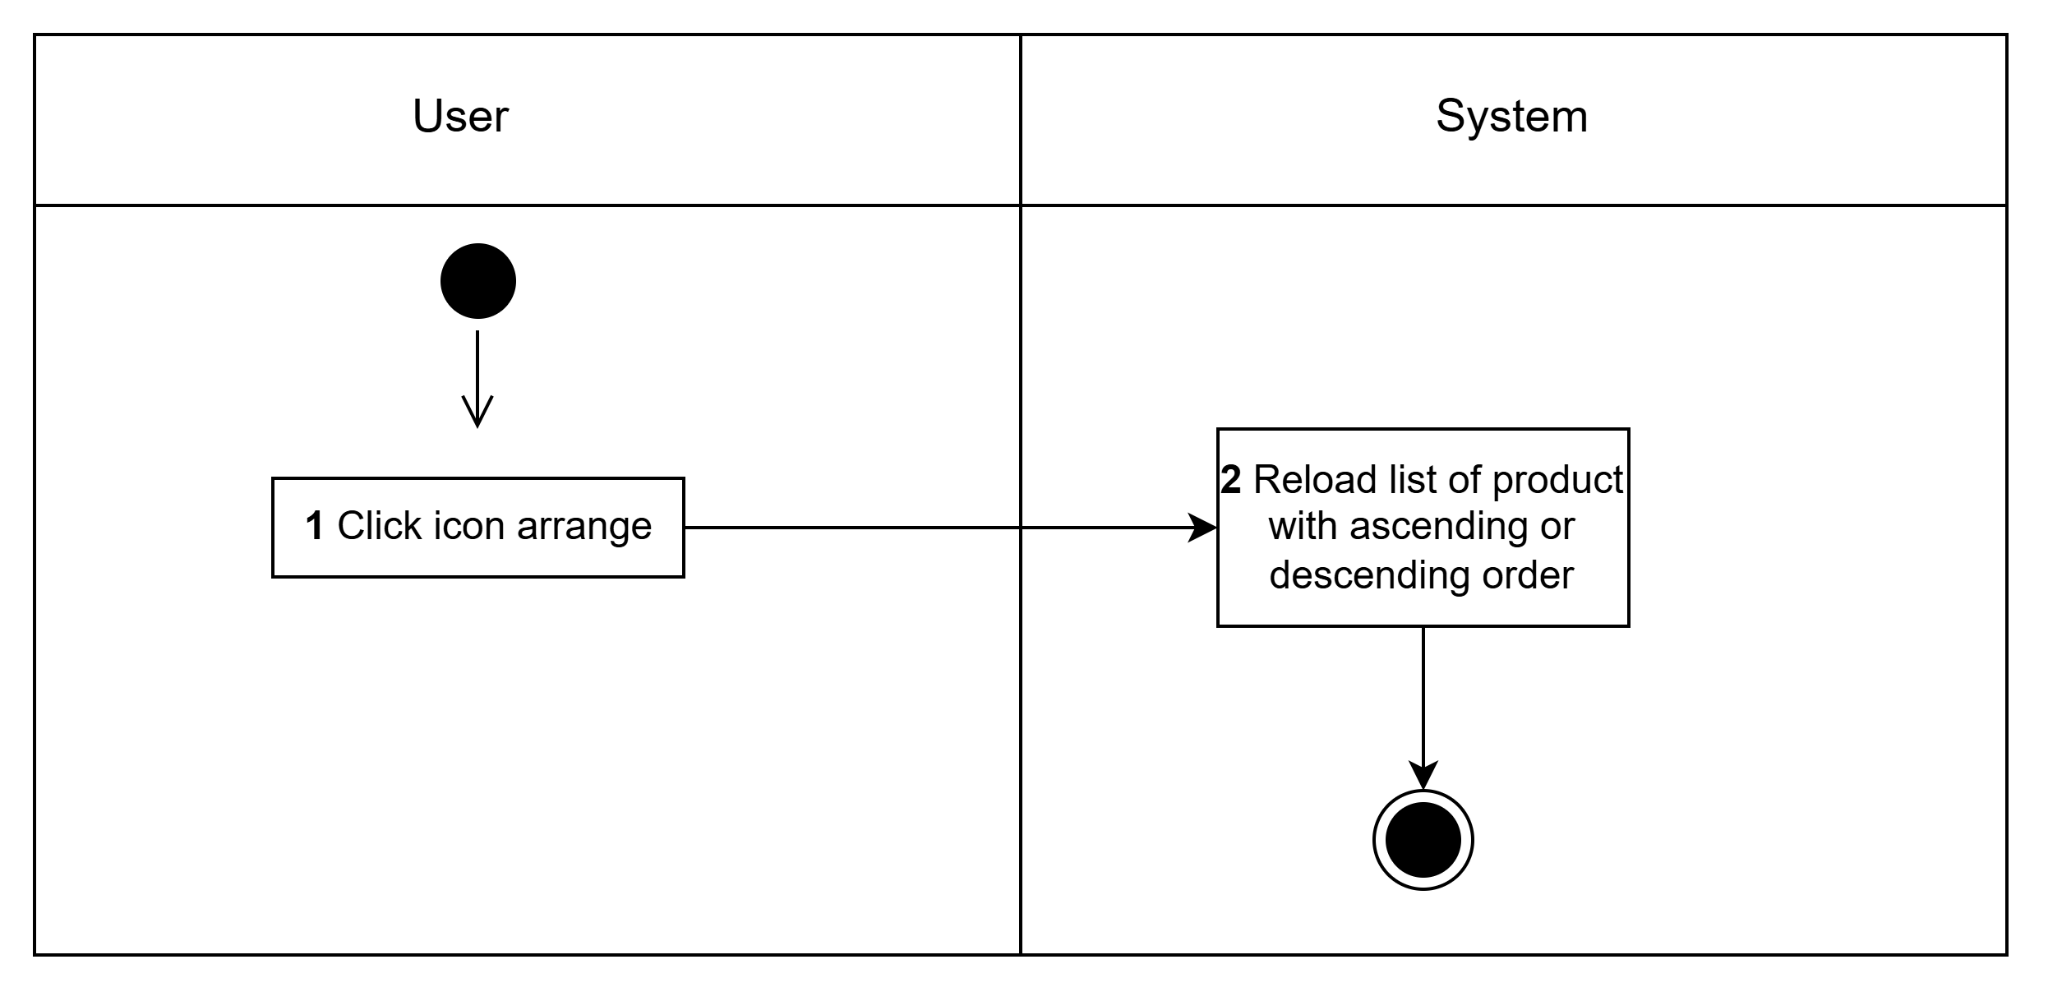 User
System
1 Click icon arrange
2 Reload list of product
with ascending or
descending order